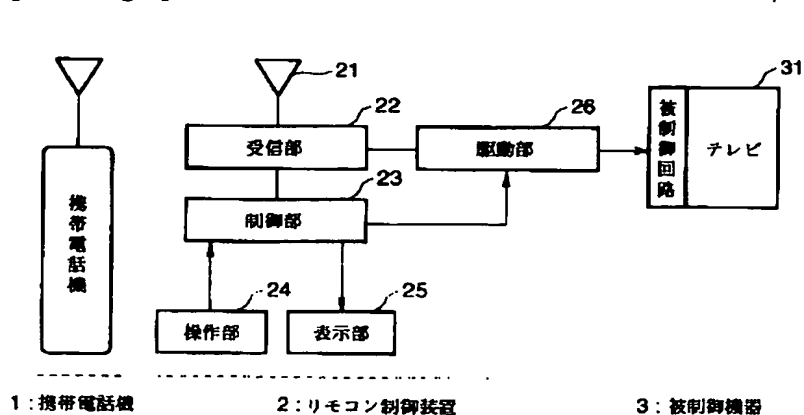 21
22
受信部
23
制御部
24
操作部
25
表示部
26
駆動部
31
被制御回路
テレビ
携帯電話機
1:携帯電話機
2:リモコン制御装置
3:被制御機器